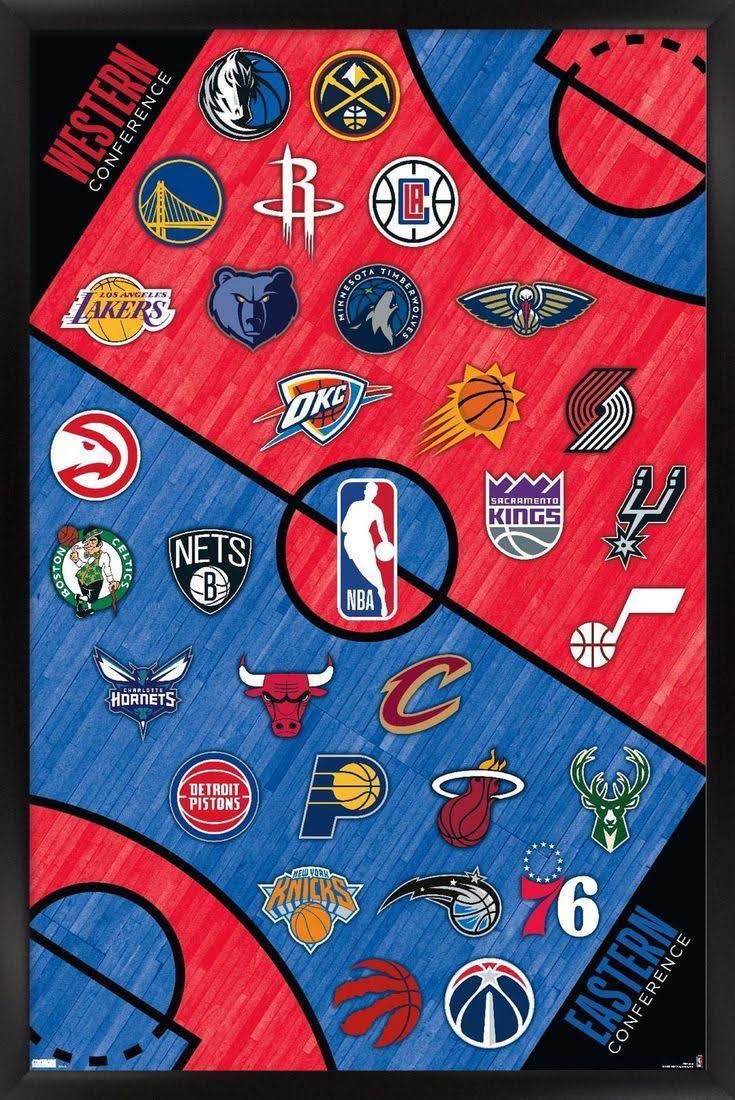 WESTERN
CONFERENCE
LA
LOS ANGELES
LAKERS
MINNESOTA TIMBERWOLVES
OKC
SACRAMENTO
KINGS
NBA
BOSTON CELTICS
NETS
B
CHARLOTTE
HORNETS
C
DETROIT
PISTONS
NEW YORK
KNICKS
76
EASTERN
CONFERENCE